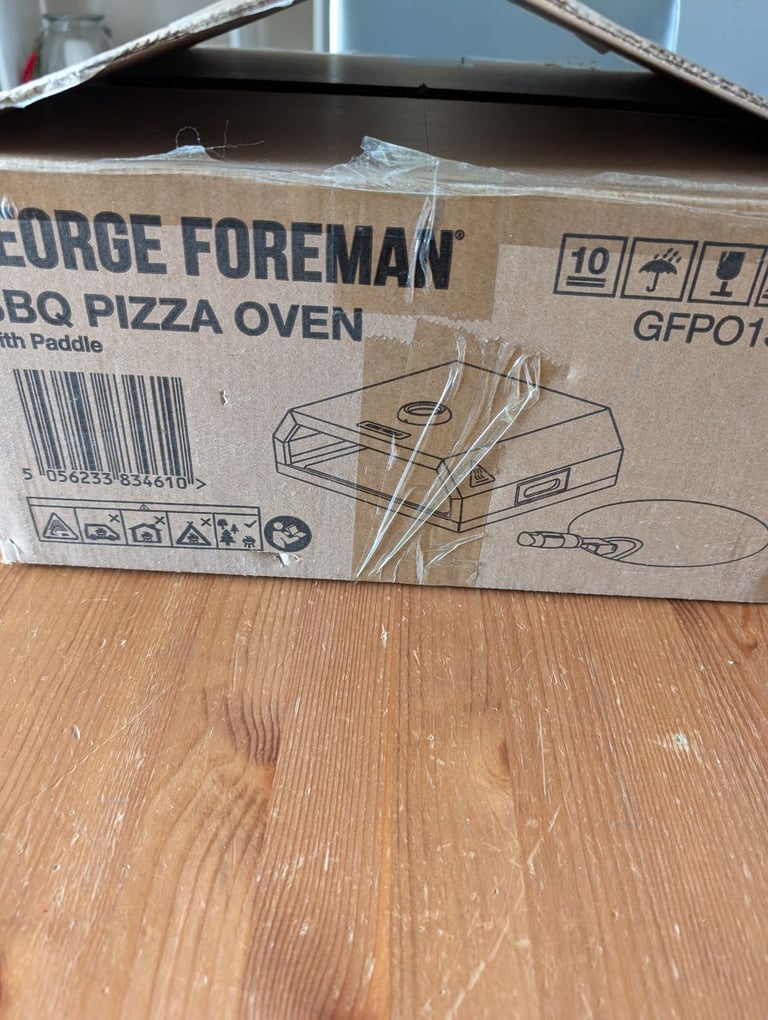 EORGE FOREMAN®
BBQ PIZZA OVEN
ith Paddle
10
GFPO1
5 056233 834610 >